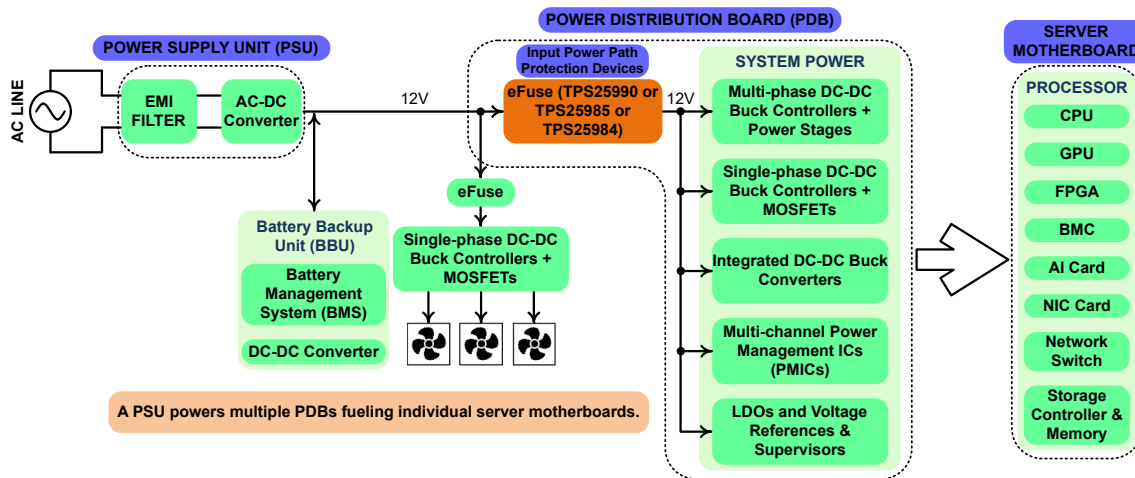 POWER SUPPLY UNIT (PSU)
AC LINE
EMI
FILTER
AC-DC
Converter
12V
Battery Backup
Unit (BBU)
Battery
Management
System (BMS)
DC-DC Converter
eFuse
Single-phase DC-DC
Buck Controllers +
MOSFETs
A PSU powers multiple PDBs fueling individual server motherboards.
POWER DISTRIBUTION BOARD (PDB)
Input Power Path
Protection Devices
eFuse (TPS25990 or
TPS25985 or
TPS25984)
12V
SYSTEM POWER
Multi-phase DC-DC
Buck Controllers +
Power Stages
Single-phase DC-DC
Buck Controllers +
MOSFETs
Integrated DC-DC Buck
Converters
Multi-channel Power
Management ICs
(PMICs)
LDOs and Voltage
References &
Supervisors
SERVER
MOTHERBOARD
PROCESSOR
CPU
GPU
FPGA
BMC
AI Card
NIC Card
Network
Switch
Storage
Controller &
Memory